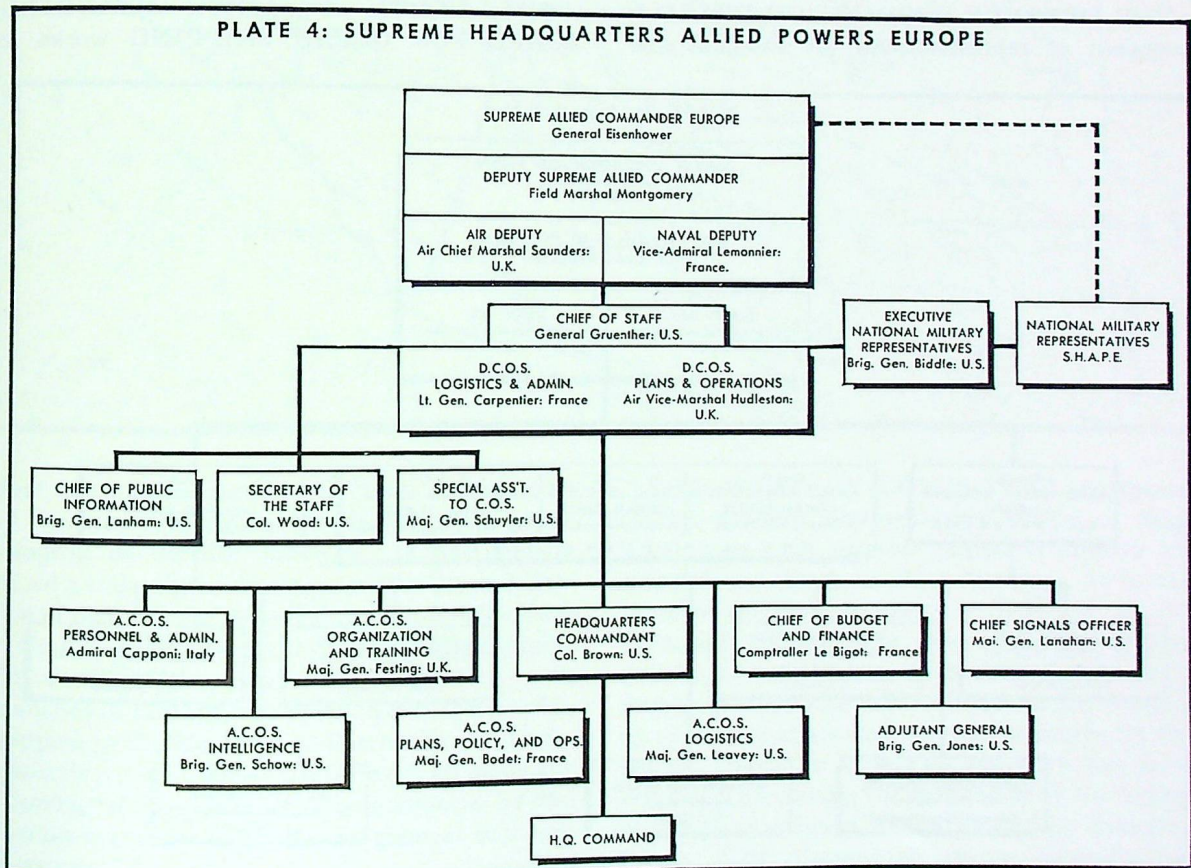 PLATE 4: SUPREME HEADQUARTERS ALLIED POWERS EUROPE
SUPREME ALLIED COMMANDER EUROPE
General Eisenhower
DEPUTY SUPREME ALLIED COMMANDER
Field Marshal Montgomery
AIR DEPUTY
Air Chief Marshal Saunders:
U.K.
NAVAL DEPUTY
Vice-Admiral Lemonnier:
France.
CHIEF OF STAFF
General Gruenther: U.S.
EXECUTIVE
NATIONAL MILITARY
REPRESENTATIVES
Brig. Gen. Biddle: U.S.
NATIONAL MILITARY
REPRESENTATIVES
S.H.A.P.E.
D.C.O.S.
LOGISTICS & ADMIN.
Lt. Gen. Carpentier: France
D.C.O.S.
PLANS & OPERATIONS
Air Vice-Marshal Hudleston:
U.K.
CHIEF OF PUBLIC
INFORMATION
Brig. Gen. Lanham: U.S.
SECRETARY OF
THE STAFF
Col. Wood: U.S.
SPECIAL ASS'T.
TO C.O.S.
Maj. Gen. Schuyler: U.S.
A.C.O.S.
PERSONNEL & ADMIN.
Admiral Capponi: Italy
A.C.O.S.
ORGANIZATION
AND TRAINING
Maj. Gen. Festing: U.K.
HEADQUARTERS
COMMANDANT
Col. Brown: U.S.
CHIEF OF BUDGET
AND FINANCE
Comptroller Le Bigot: France
CHIEF SIGNALS OFFICER
Mai. Gen. Lanahan: U.S.
A.C.O.S.
INTELLIGENCE
Brig. Gen. Schow: U.S.
A.C.O.S.
PLANS, POLICY, AND OPS.
Maj. Gen. Bodet: France
A.C.O.S.
LOGISTICS
Maj. Gen. Leavey: U.S.
ADJUTANT GENERAL
Brig. Gen. Jones: U.S.
H.Q. COMMAND